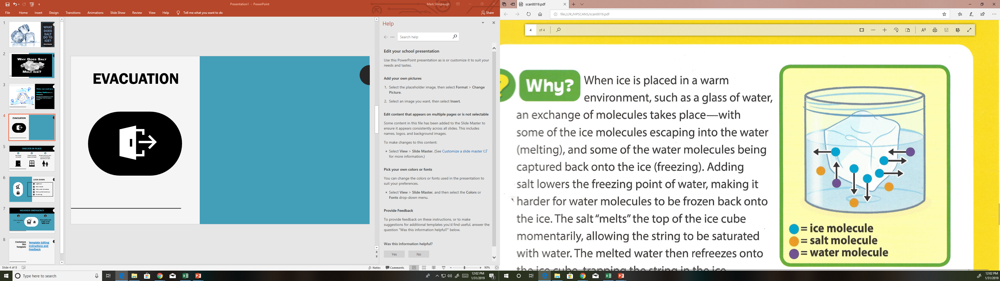 Presentation1 - PowerPoint
Mark Shinpaugh
File Home Insert Design Transitions Animations Slide Show Review View Help Tell me what you want to do
Share
1
WHAT
DOES
SALT
DO TO
ICE?
2
WHY DOES SALT
MELT ICE?
3
Water can exist as a
4
EVACUATION
5
SHELTER IN PLACE
6
LOCK DOWN
7
WEATHER EMERGENCY
8
Customize
this
Template
Template Editing
Instructions and
Feedback
EVACUATION
Help
Search help
Edit your school presentation
Use this PowerPoint presentation as is or customize it to suit your
needs and tastes.
Add your own pictures
1. Select the placeholder image, then select Format > Change
Picture.
2. Select an image you want, then select Insert.
Edit content that appears on multiple pages or is not selectable
Some content in this file has been added to the Slide Master to
ensure it appears consistently across all slides. This includes
names, logos, and background images.
To make changes to this content:
Select View > Slide Master. (See Customize a slide master
for more information.)
Pick your own colors or fonts
You can change the colors or fonts used in the presentation to
suit your preferences.
Select View > Slide Master, and then select the Colors or
Fonts drop-down menu.
Provide Feedback
To provide feedback on these instructions, or to make
suggestions for additional templates you'd find useful, answer the
question "Was this information helpful?" below.
Was this information helpful?
Yes No
Slide 4 of 8
Notes Comments 90%
Type here to search
12:02 PM
1/31/2019
3
scan0019.pdf
file:///K:/HPSCANS/scan0019.pdf
4 of 4
?
Why? When ice is placed in a warm
environment, such as a glass of water,
an exchange of molecules takes place—with
some of the ice molecules escaping into the water
(melting), and some of the water molecules being
captured back onto the ice (freezing). Adding
salt lowers the freezing point of water, making it
harder for water molecules to be frozen back onto
the ice. The salt “melts” the top of the ice cube
momentarily, allowing the string to be saturated
with water. The melted water then refreezes onto
the ice cube, trapping the string in the ice.
= ice molecule
= salt molecule
= water molecule
12:02 PM
1/31/2019